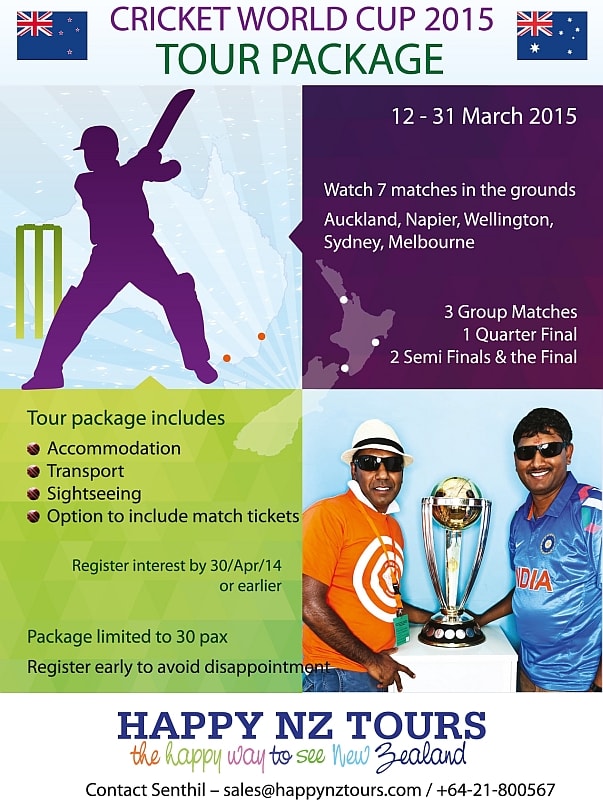 CRICKET WORLD CUP 2015
TOUR PACKAGE
12 - 31 March 2015
Watch 7 matches in the grounds
Auckland, Napier, Wellington,
Sydney, Melbourne
3 Group Matches
1 Quarter Final
2 Semi Finals & the Final
Tour package includes
Accommodation
Transport
Sightseeing
Option to include match tickets
Register interest by 30/Apr/14
or earlier
Package limited to 30 pax
Register early to avoid disappointment
INDIA
HAPPY NZ TOURS
the happy way to see New Zealand
Contact Senthil – sales@happynztours.com / +64-21-800567